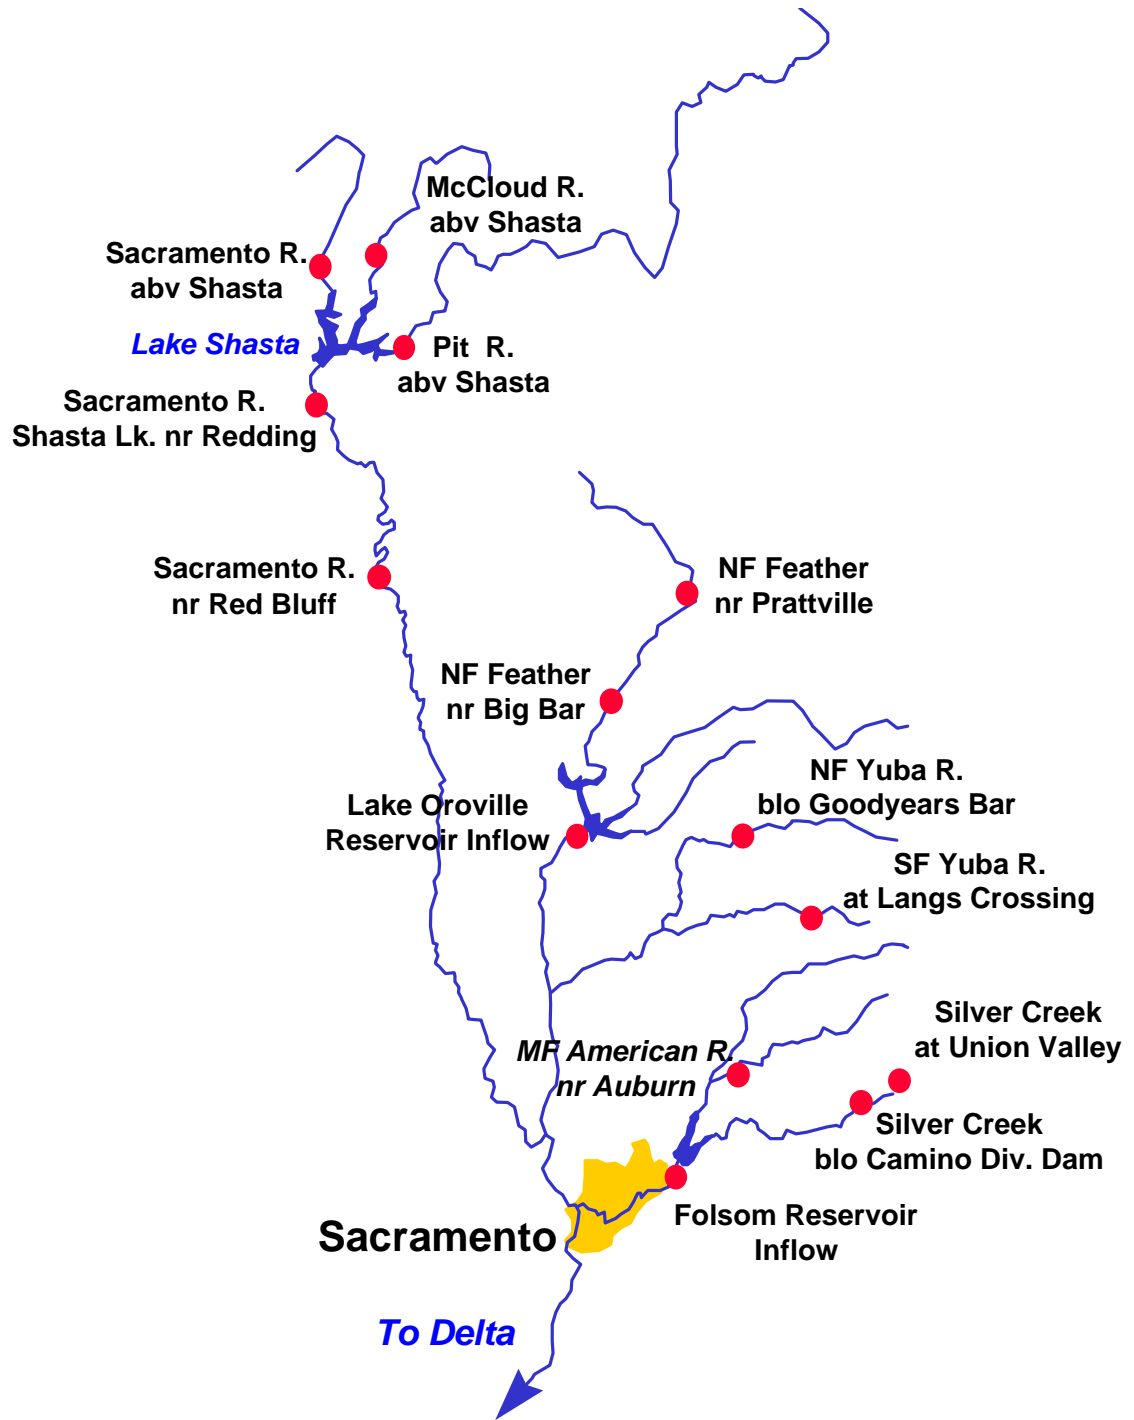 McCloud R.
abv Shasta
Sacramento R.
abv Shasta
Lake Shasta
Pit R.
abv Shasta
Sacramento R.
Shasta Lk. nr Redding
Sacramento R.
nr Red Bluff
NF Feather
nr Prattville
NF Feather
nr Big Bar
NF Yuba R.
blo Goodyears Bar
Lake Oroville
Reservoir Inflow
SF Yuba R.
at Langs Crossing
Silver Creek
at Union Valley
MF American R.
nr Auburn
Silver Creek
blo Camino Div. Dam
Folsom Reservoir
Inflow
Sacramento
To Delta